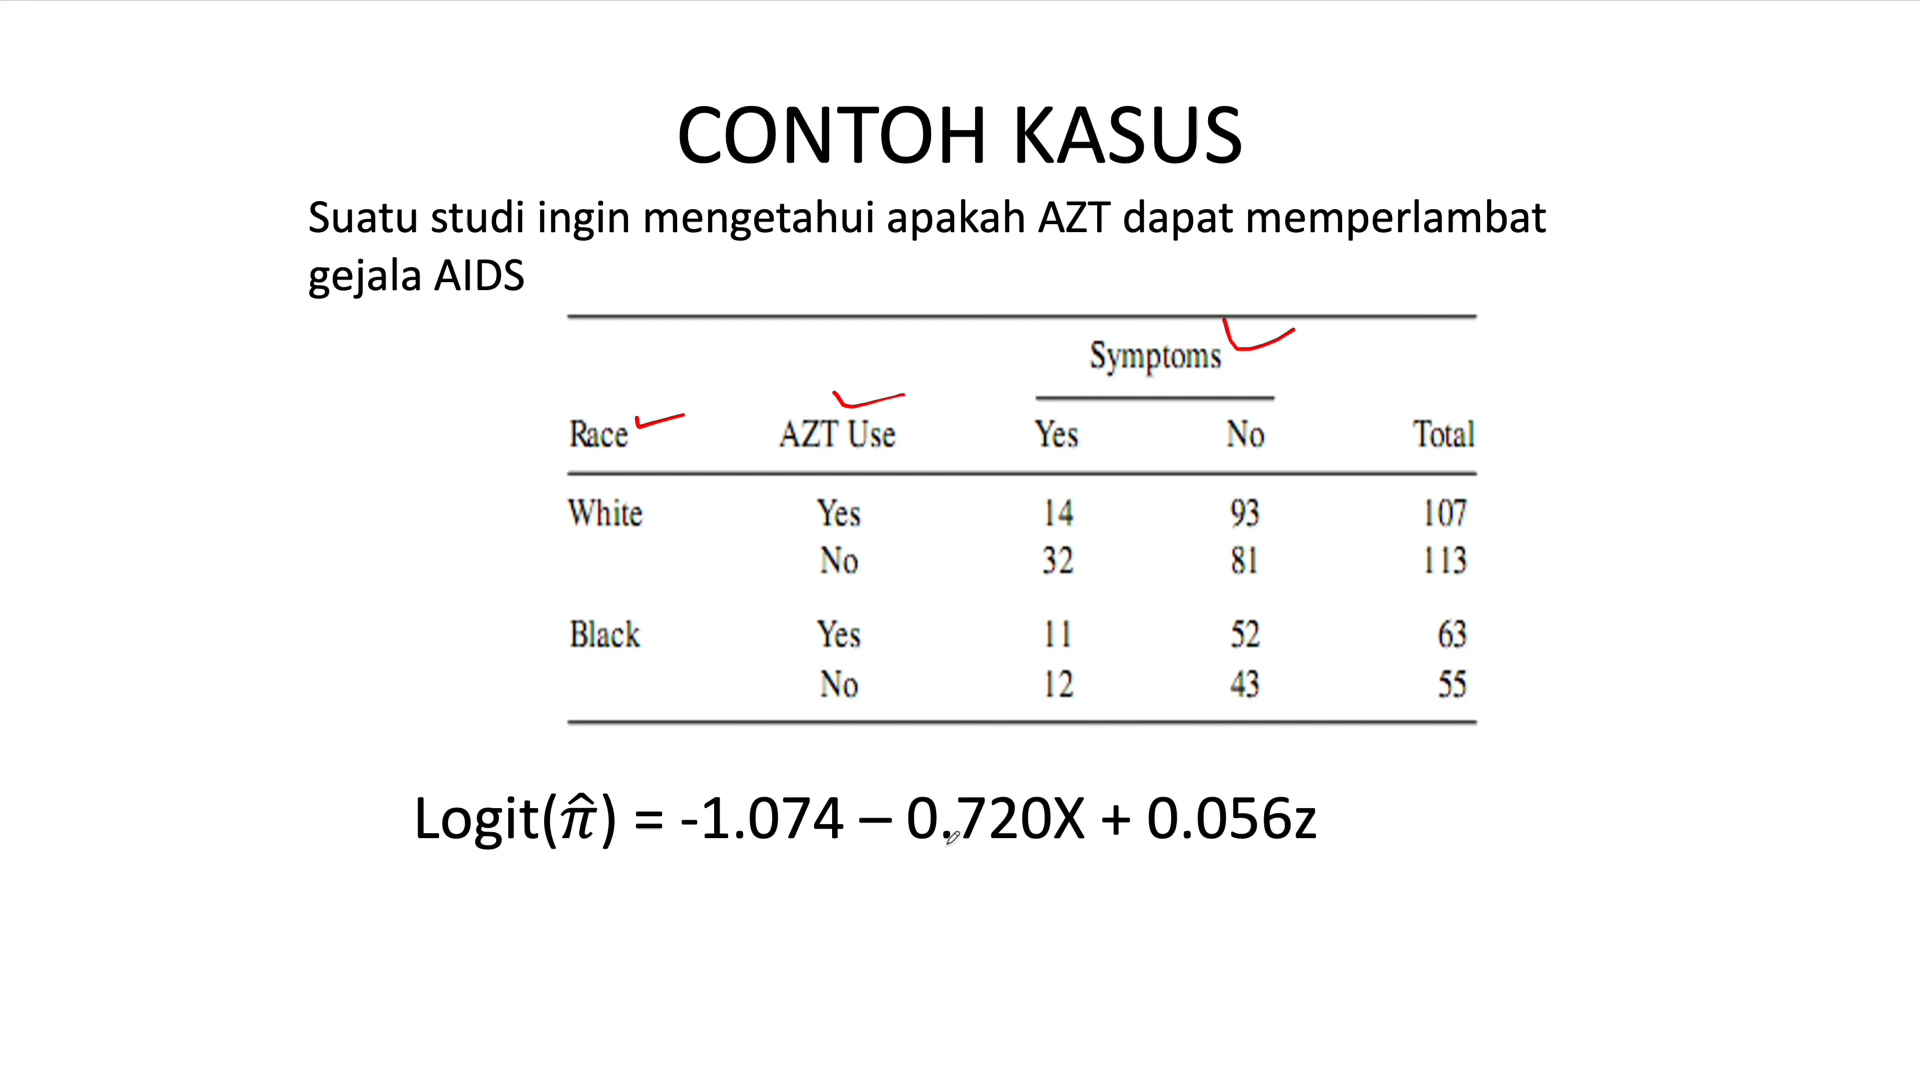 CONTOH KASUS
Suatu studi ingin mengetahui apakah AZT dapat memperlambat
gejala AIDS
Symptoms
Race AZT Use Yes No Total
White Yes 14 93 107
No 32 81 113
Black Yes 11 52 63
No 12 43 55
Logit(π̂) = -1.074 – 0.720X + 0.056z